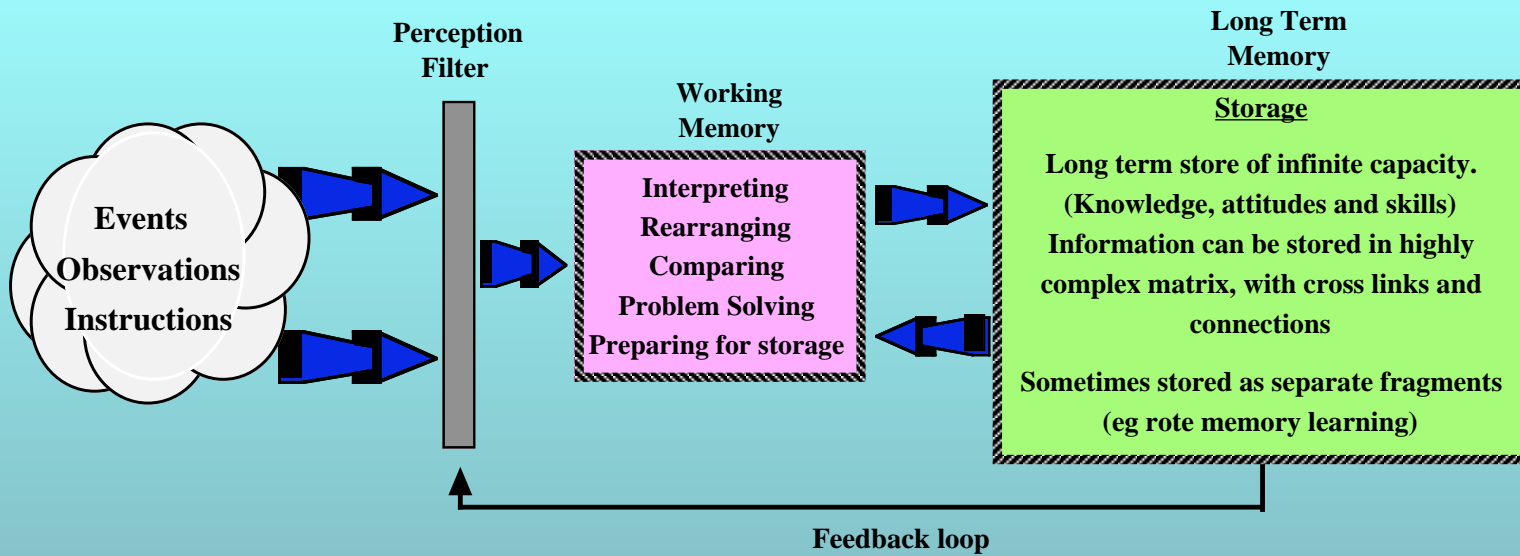 Perception
Filter
Long Term
Memory
Working
Memory
Events
Observations
Instructions
Interpreting
Rearranging
Comparing
Problem Solving
Preparing for storage
Storage
Long term store of infinite capacity.
(Knowledge, attitudes and skills)
Information can be stored in highly
complex matrix, with cross links and
connections
Sometimes stored as separate fragments
(eg rote memory learning)
Feedback loop